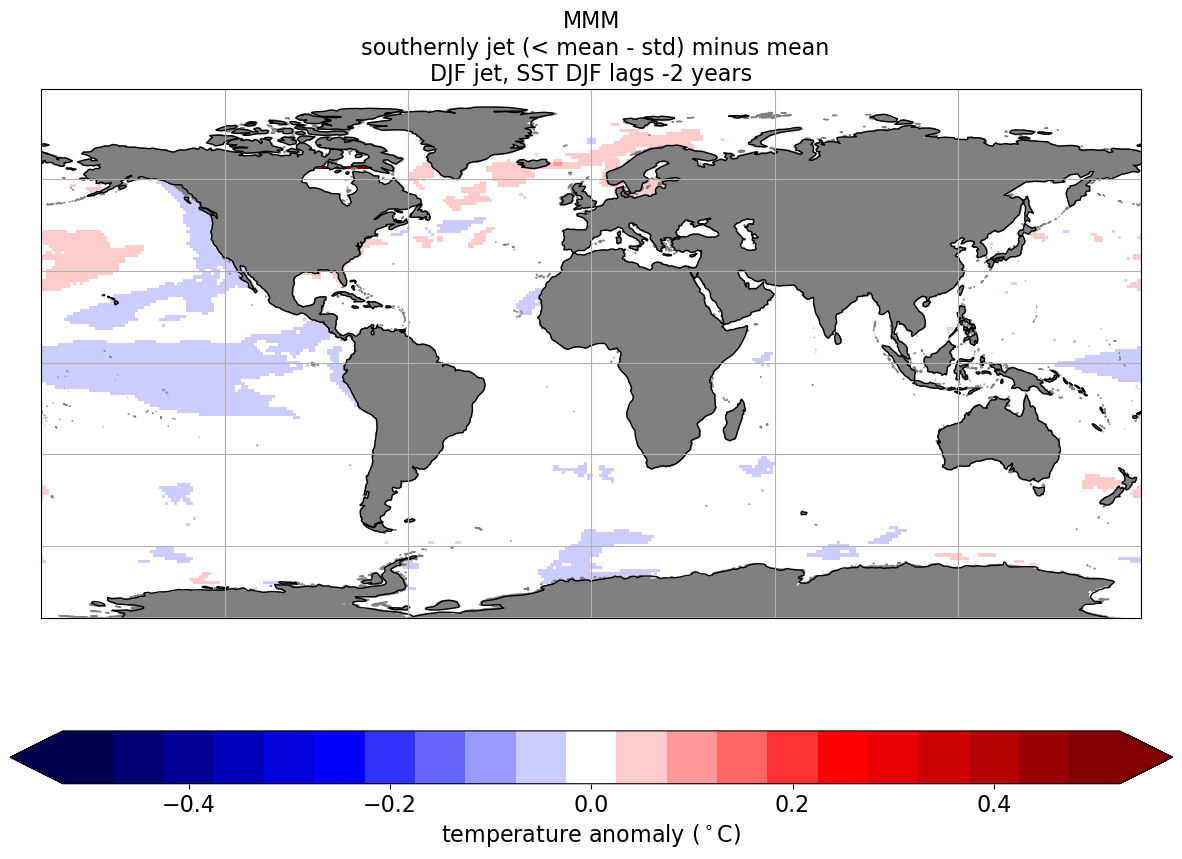 MMM
southernly jet (< mean - std) minus mean
DJF jet, SST DJF lags -2 years
−0.4 −0.2 0.0 0.2 0.4
temperature anomaly (°C)